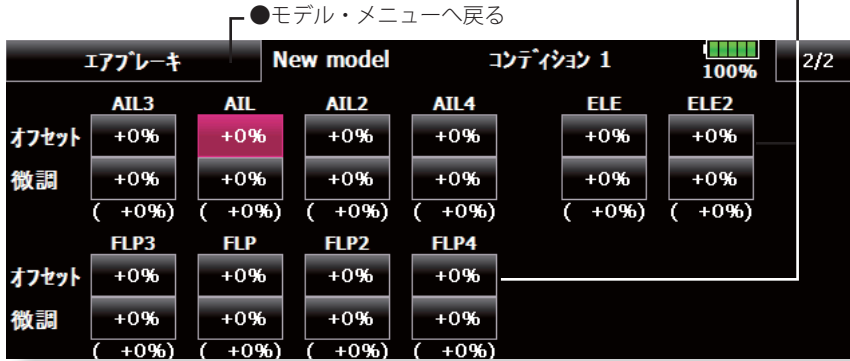 ●モデル・メニューへ戻る
エアブレーキ New model コンディション 1 100% 2/2
AIL3 AIL AIL2 AIL4 ELE ELE2
オフセット +0% +0% +0% +0% +0% +0%
微調 +0% +0% +0% +0% +0% +0%
( +0%) ( +0%) ( +0%) ( +0%) ( +0%) ( +0%)
FLP3 FLP FLP2 FLP4
オフセット +0% +0% +0% +0%
微調 +0% +0% +0% +0%
( +0%) ( +0%) ( +0%) ( +0%)